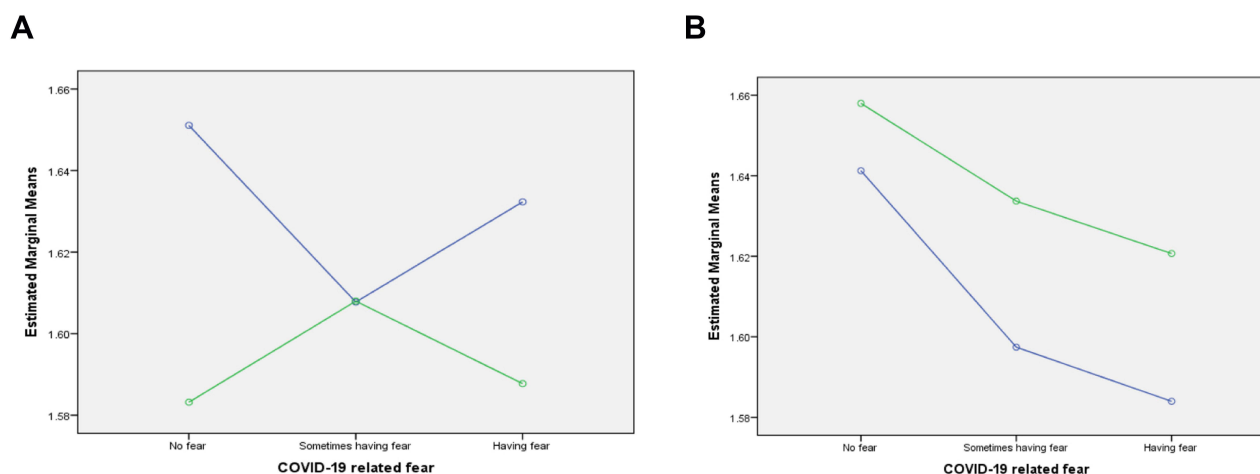 A
Estimated Marginal Means
1.66
1.64
1.62
1.60
1.58
No fear
Sometimes having fear
Having fear
COVID-19 related fear
B
Estimated Marginal Means
1.66
1.64
1.62
1.60
1.58
No fear
Sometimes having fear
Having fear
COVID-19 related fear